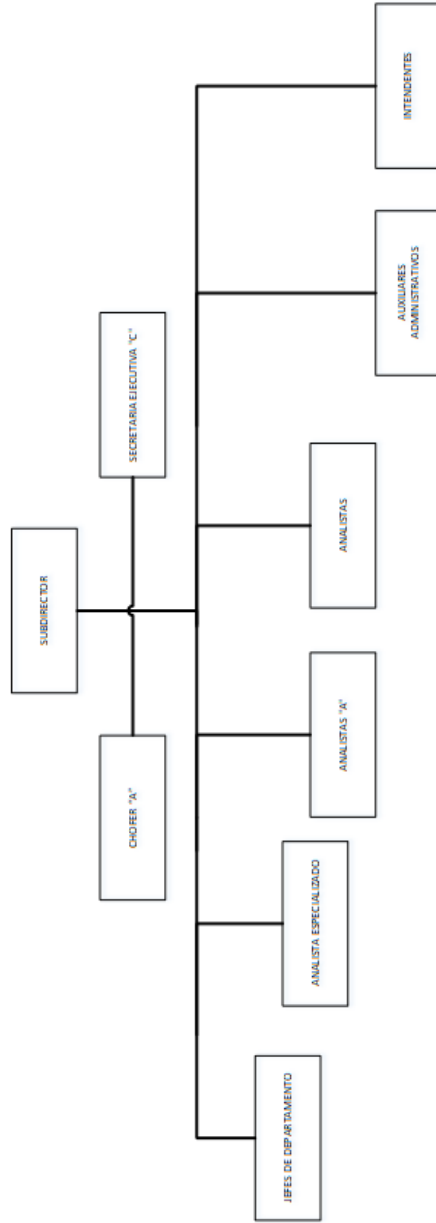 SUBDIRECTOR
CHOFER "A"
SECRETARIA EJECUTIVA "C"
JEFES DE DEPARTAMENTO
ANALISTA ESPECIALIZADO
ANALISTAS "A"
ANALISTAS
AUXILIARES
ADMINISTRATIVOS
INTENDENTES